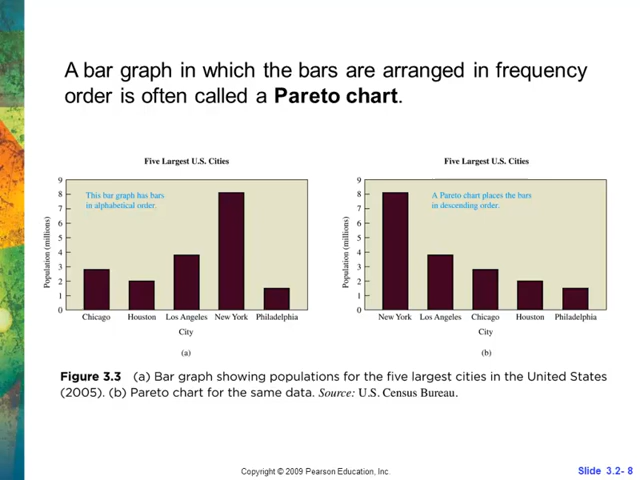 A bar graph in which the bars are arranged in frequency
order is often called a Pareto chart.
Five Largest U.S. Cities
This bar graph has bars
in alphabetical order.
Population (millions)
9
8
7
6
5
4
3
2
1
0
Chicago Houston Los Angeles New York Philadelphia
City
(a)
Five Largest U.S. Cities
A Pareto chart places the bars
in descending order.
Population (millions)
9
8
7
6
5
4
3
2
1
0
New York Los Angeles Chicago Houston Philadelphia
City
(b)
Figure 3.3 (a) Bar graph showing populations for the five largest cities in the United States
(2005). (b) Pareto chart for the same data. Source: U.S. Census Bureau.
Copyright © 2009 Pearson Education, Inc.
Slide 3.2- 8